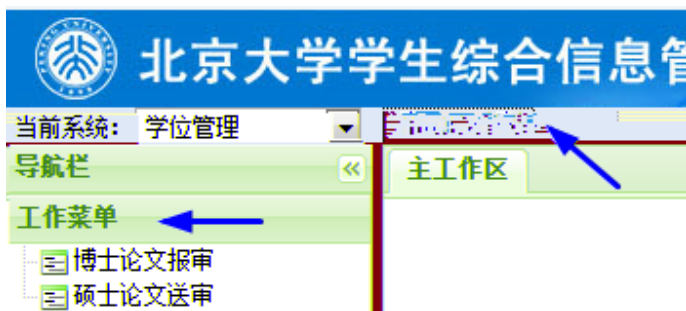 北京大学学生综合信息管
当前系统： 学位管理
导航栏
主工作区
工作菜单
博士论文报审
硕士论文送审